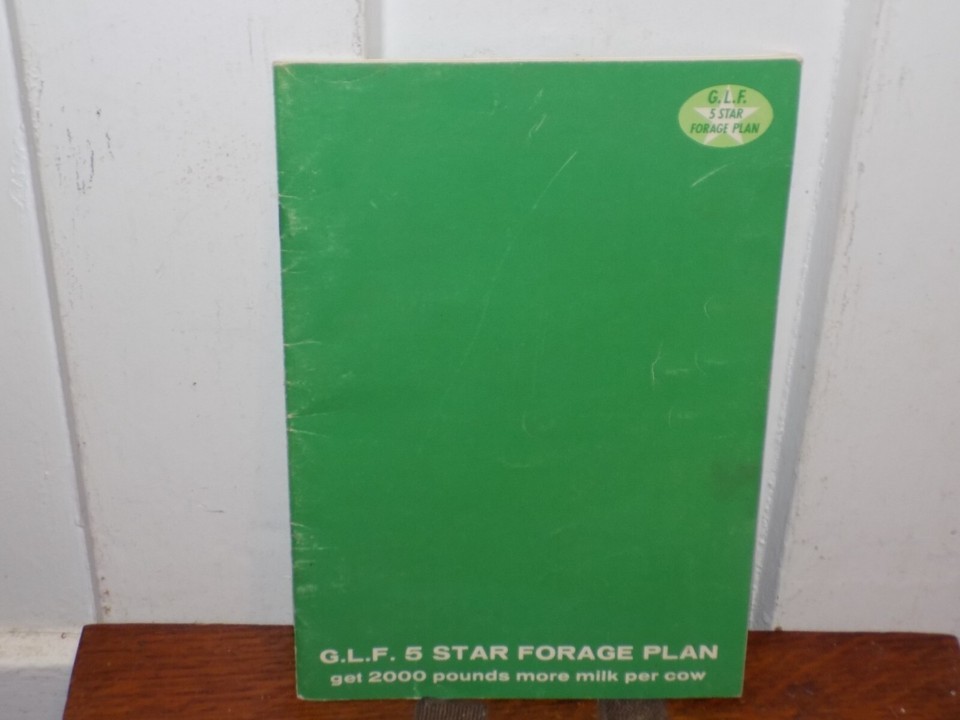 G.L.F.
5 STAR
FORAGE PLAN
G.L.F. 5 STAR FORAGE PLAN
get 2000 pounds more milk per cow